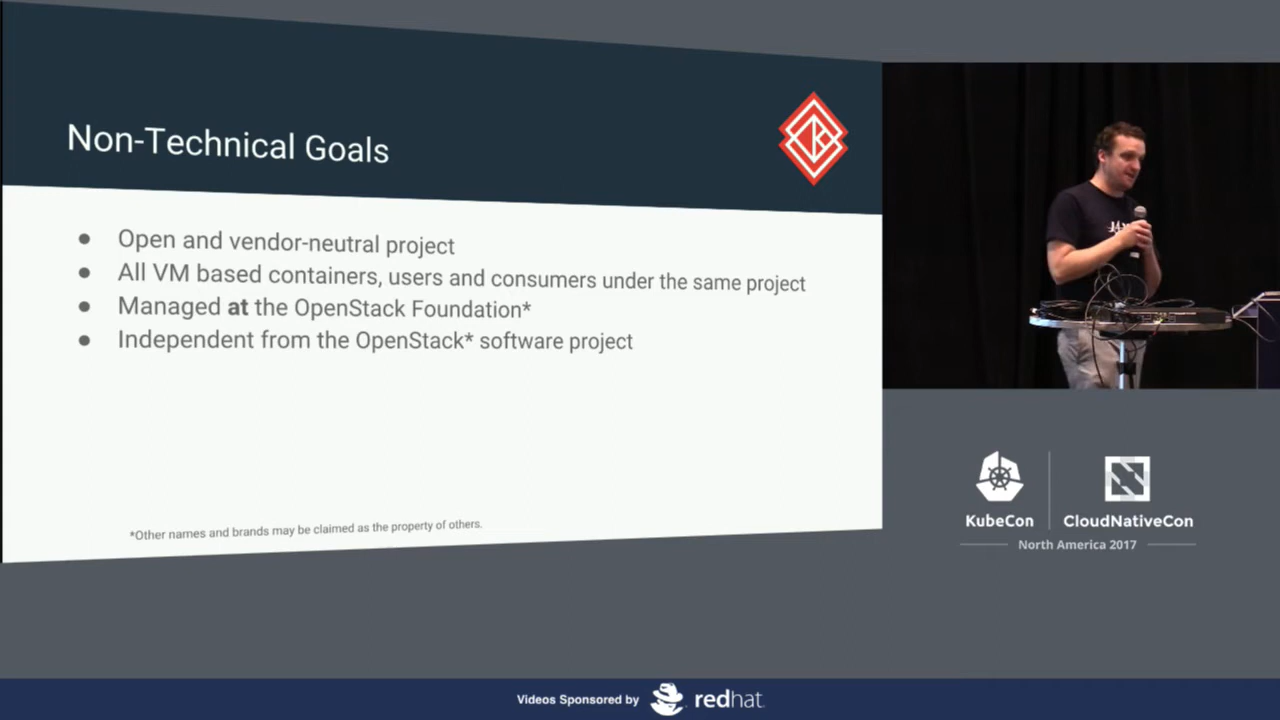 Non-Technical Goals
● Open and vendor-neutral project
● All VM based containers, users and consumers under the same project
● Managed at the OpenStack Foundation*
● Independent from the OpenStack* software project
*Other names and brands may be claimed as the property of others.
KubeCon
CloudNativeCon
North America 2017
Videos Sponsored by redhat.